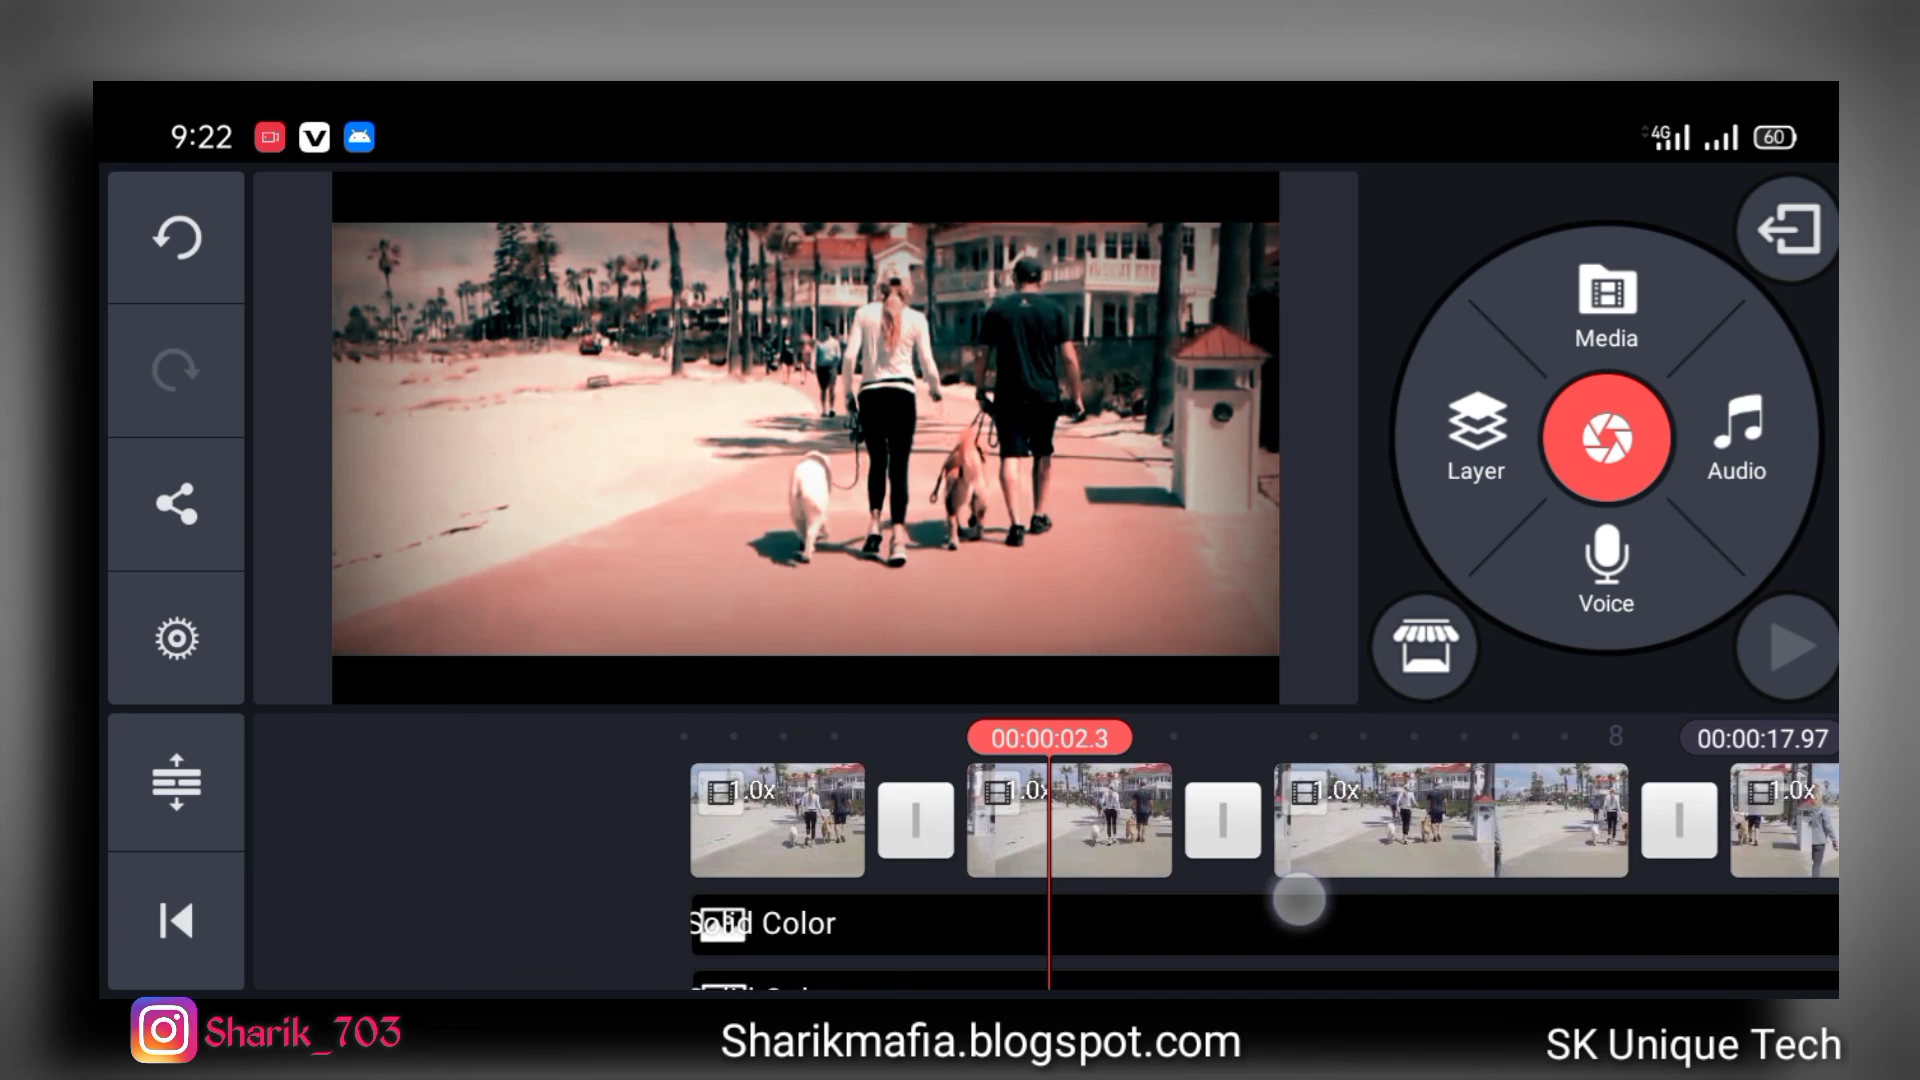 9:22
4G
60
Media
Layer
Audio
Voice
00:00:02.3
8
00:00:17.97
1.0x
1.0x
1.0x
1.0x
Solid Color
Sharik_703
Sharikmafia.blogspot.com
SK Unique Tech